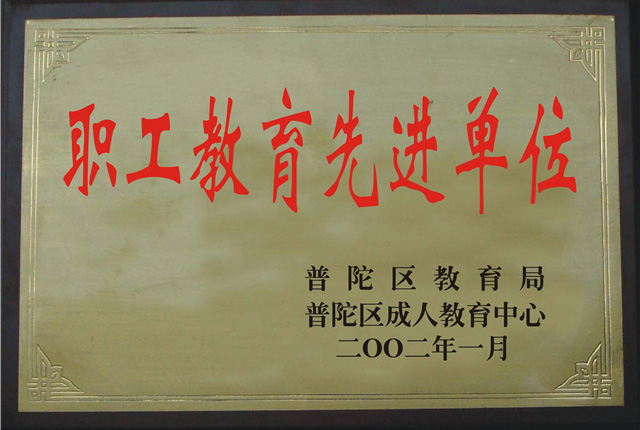 职工教育先进单位
普陀区教育局
普陀区成人教育中心
二OO二年一月